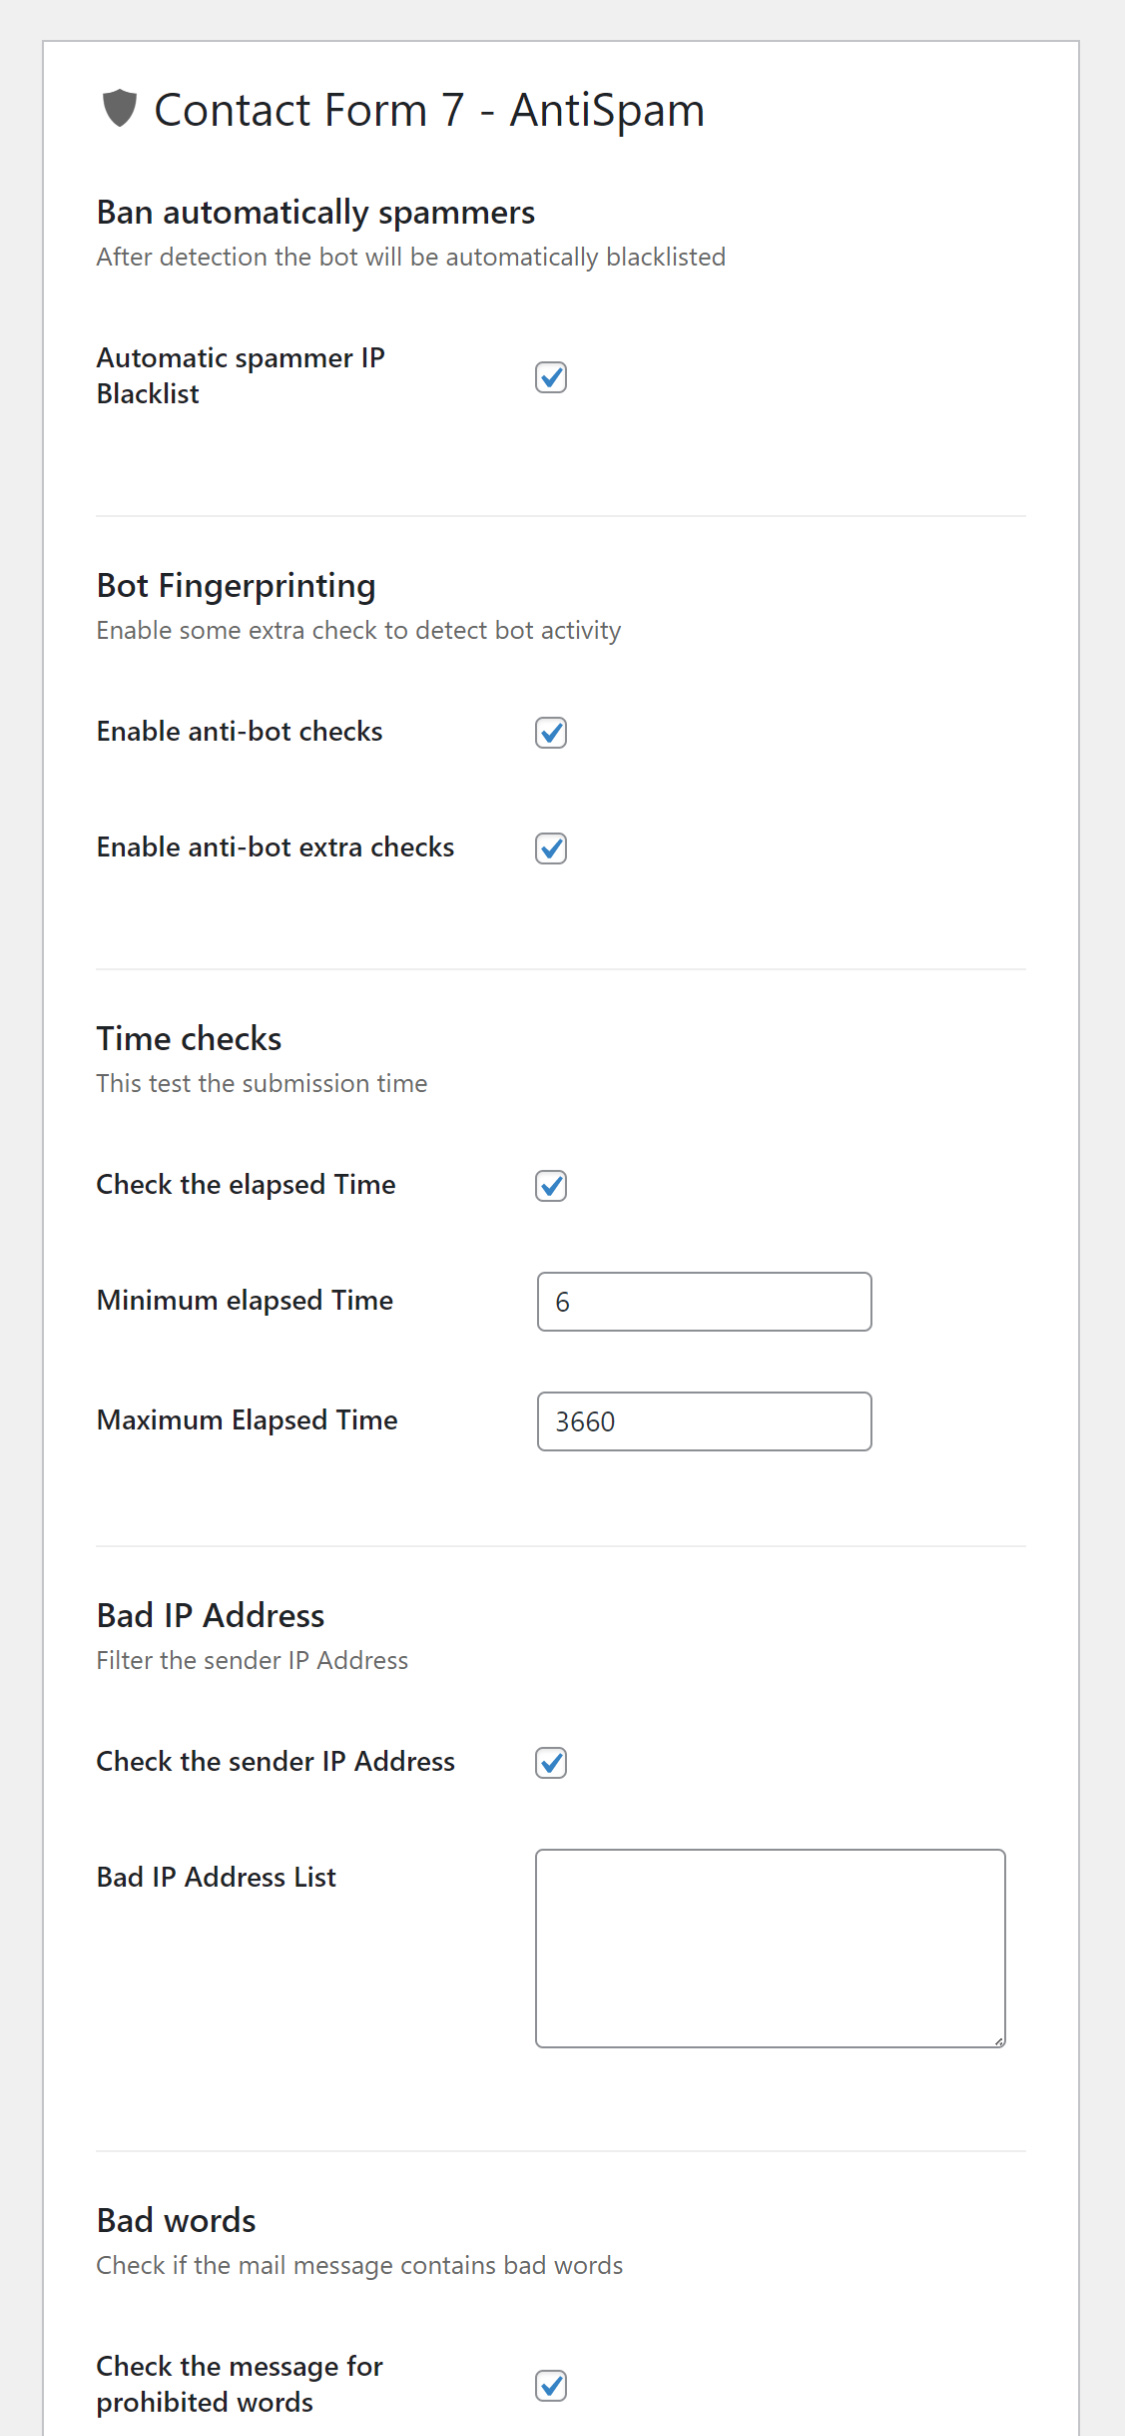 Contact Form 7 - AntiSpam
Ban automatically spammers
After detection the bot will be automatically blacklisted
Automatic spammer IP
Blacklist
Bot Fingerprinting
Enable some extra check to detect bot activity
Enable anti-bot checks
Enable anti-bot extra checks
Time checks
This test the submission time
Check the elapsed Time
Minimum elapsed Time
6
Maximum Elapsed Time
3660
Bad IP Address
Filter the sender IP Address
Check the sender IP Address
Bad IP Address List
Bad words
Check if the mail message contains bad words
Check the message for
prohibited words